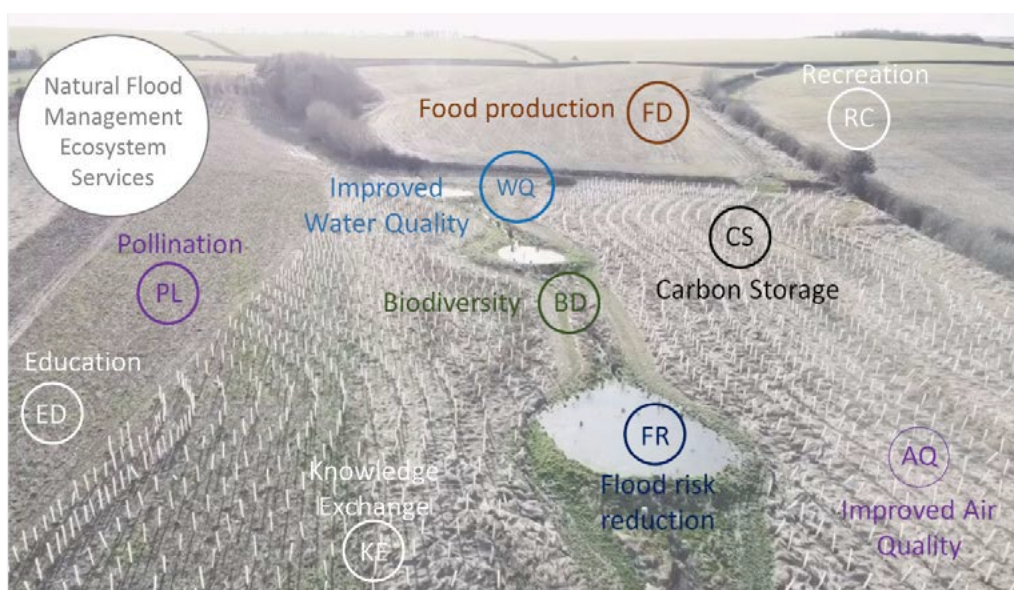 Natural Flood
Management
Ecosystem
Services
Recreation
RC
Food production
FD
Improved
Water Quality
WQ
CS
Carbon Storage
Pollination
PL
Biodiversity
BD
Education
ED
FR
Flood risk
reduction
AQ
Improved Air
Quality
Knowledge
Exchange
KE